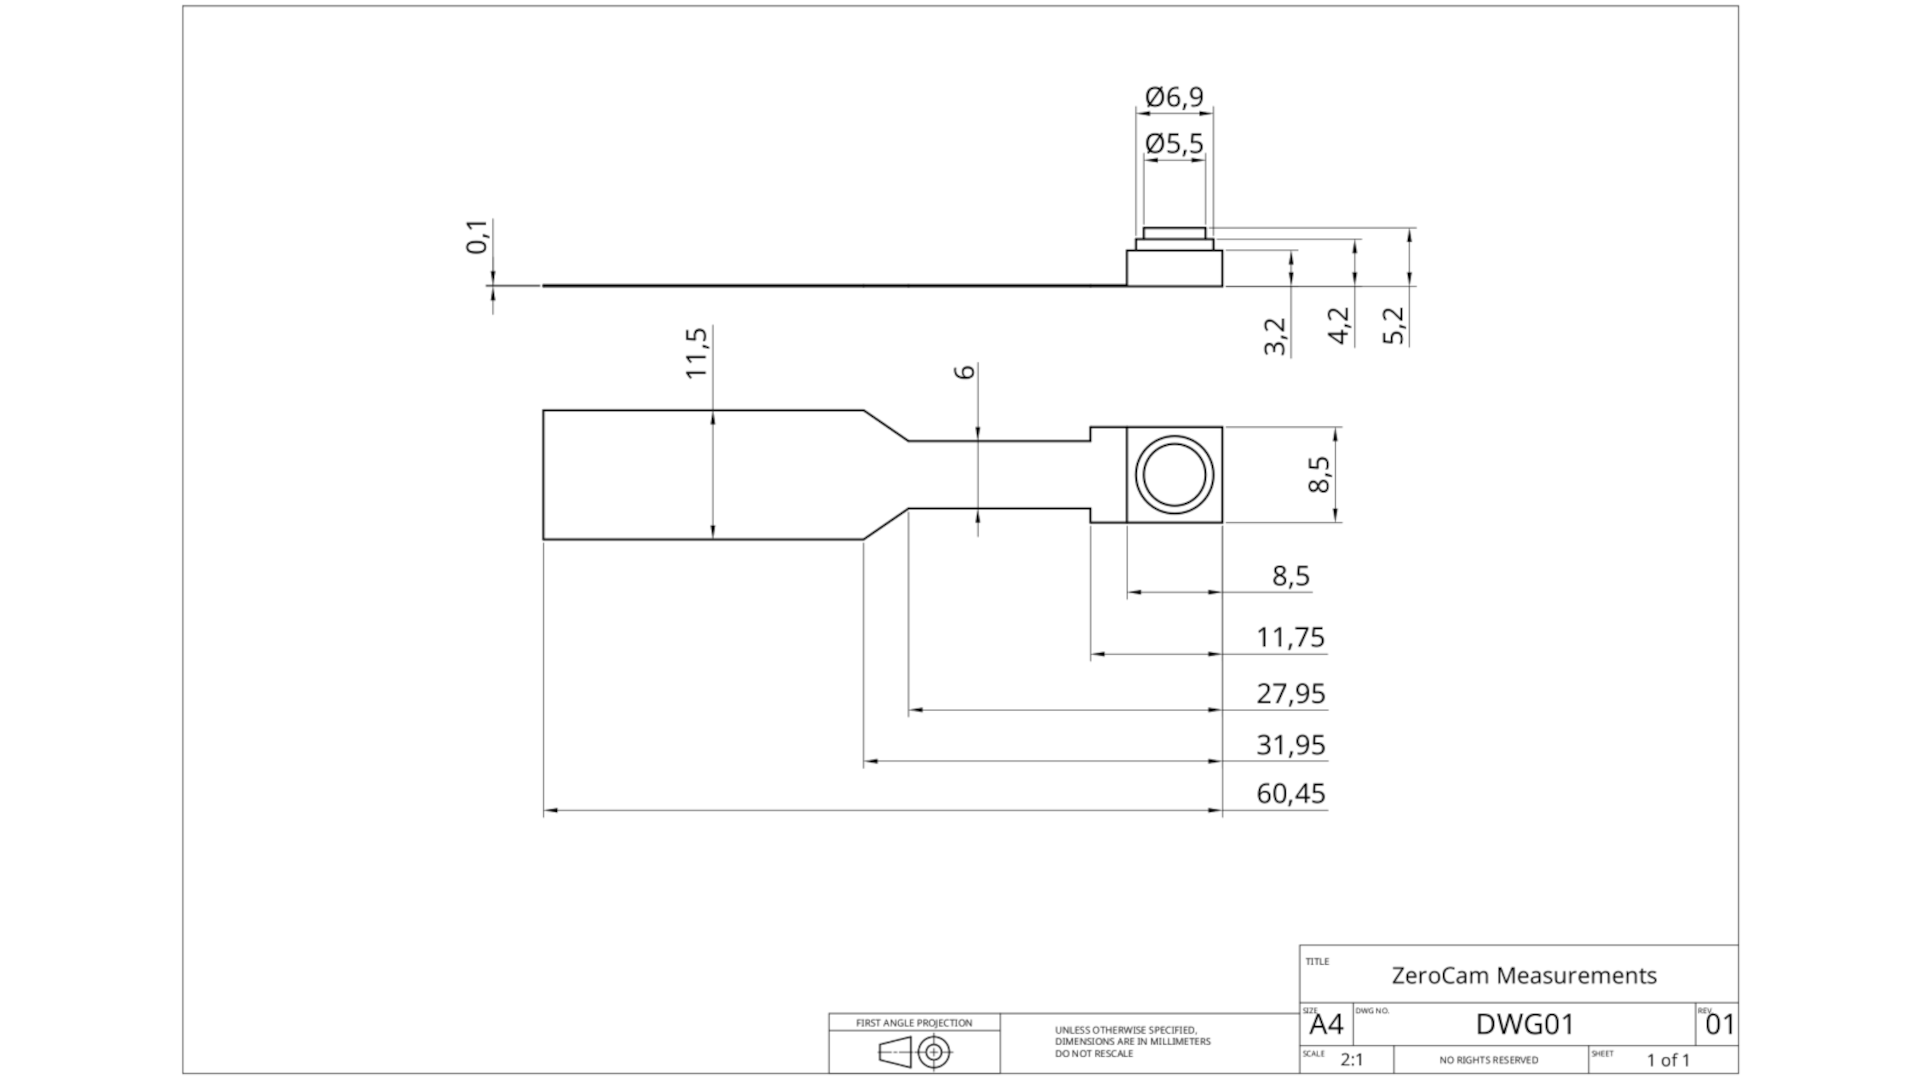 Ø6,9
Ø5,5
0,1
3,2
4,2
5,2
11,5
6
8,5
8,5
11,75
27,95
31,95
60,45
TITLE
ZeroCam Measurements
SIZE
A4
DWG NO.
DWG01
REV
01
FIRST ANGLE PROJECTION
UNLESS OTHERWISE SPECIFIED,
DIMENSIONS ARE IN MILLIMETERS
DO NOT RESCALE
SCALE
2:1
NO RIGHTS RESERVED
SHEET
1 of 1